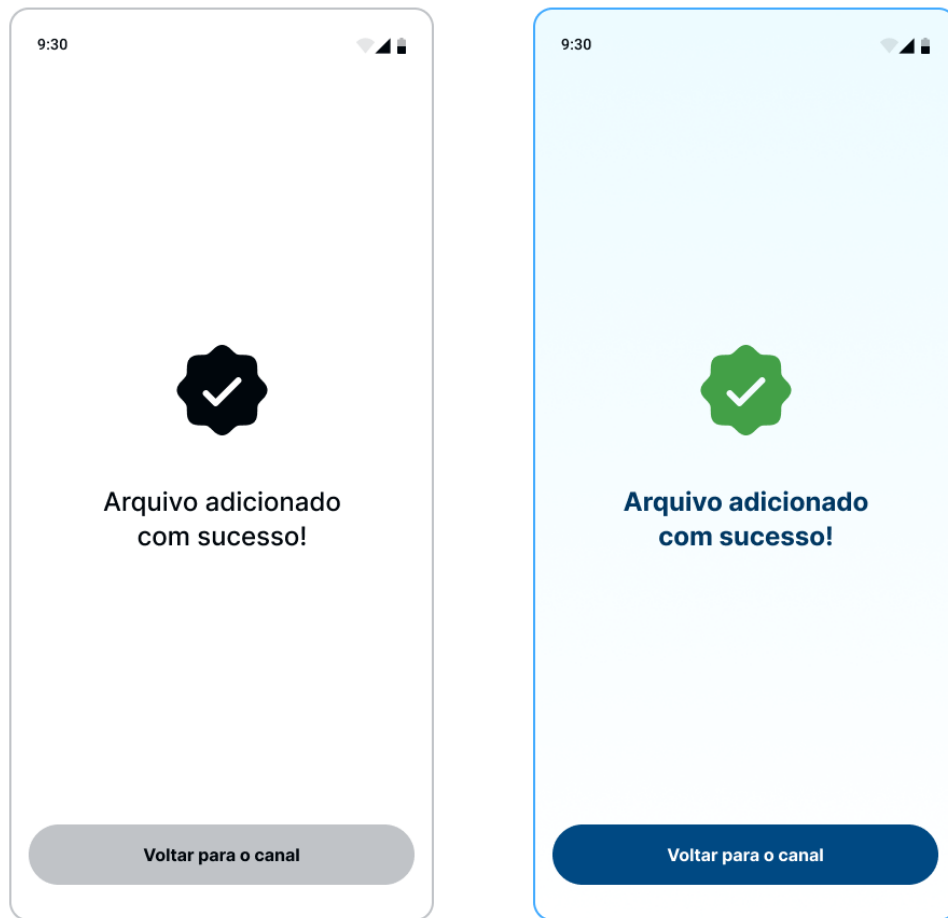 9:30
Arquivo adicionado
com sucesso!
Voltar para o canal
9:30
Arquivo adicionado
com sucesso!
Voltar para o canal